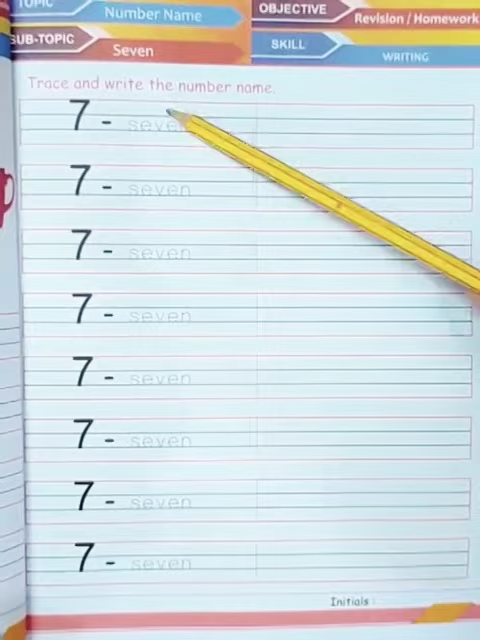 TOPIC Number Name OBJECTIVE Revision / Homework
SUB-TOPIC Seven SKILL WRITING
Trace and write the number name.
7 - seven
7 - seven
7 - seven
7 - seven
7 - seven
7 - seven
7 - seven
7 - seven
Initials :